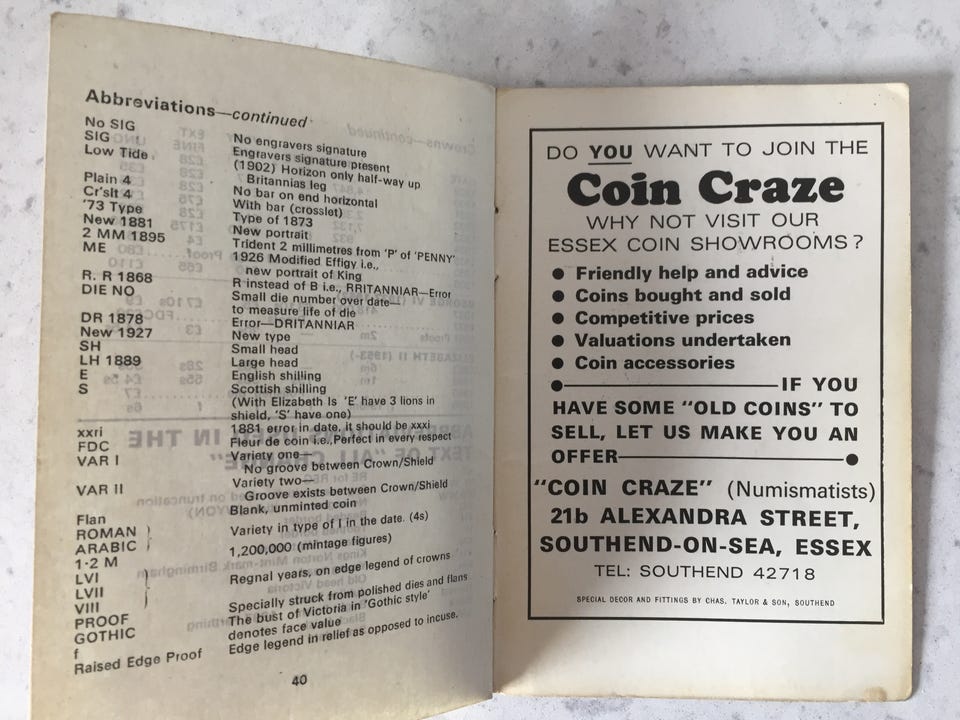 Abbreviations—continued
No SIG No engravers signature
SIG Engravers signature present
Low Tide (1902) Horizon only half-way up
Britannias leg
Plain 4 No bar on end horizontal
Cr'slt 4 With bar (crosslet)
'73 Type Type of 1873
New 1881 New portrait
2 MM 1895 Trident 2 millimetres from 'P' of 'PENNY'
ME 1926 Modified Effigy i.e.,
new portrait of King
R. R 1868 R instead of B i.e., RRITANNIAR—Error
DIE NO Small die number over date—
to measure life of die
DR 1878 Error—DRITANNIAR
New 1927 New type
SH Small head
LH 1889 Large head
E English shilling
S Scottish shilling
(With Elizabeth Is 'E' have 3 lions in
shield, 'S' have one)
xxri 1881 error in date, it should be xxxi
FDC Fleur de coin i.e., Perfect in every respect
VAR I Variety one—
No groove between Crown/Shield
VAR II Variety two—
Groove exists between Crown/Shield
Flan Blank, unminted coin
ROMAN
ARABIC Variety in type of I in the date. (4s)
1·2 M 1,200,000 (mintage figures)
LVI
LVII Regnal years, on edge legend of crowns
VIII
PROOF Specially struck from polished dies and flans
GOTHIC The bust of Victoria in 'Gothic style'
f denotes face value
Raised Edge Proof Edge legend in relief as opposed to incuse.
40
DO YOU WANT TO JOIN THE
Coin Craze
WHY NOT VISIT OUR
ESSEX COIN SHOWROOMS?
● Friendly help and advice
● Coins bought and sold
● Competitive prices
● Valuations undertaken
● Coin accessories
IF YOU
HAVE SOME "OLD COINS" TO
SELL, LET US MAKE YOU AN
OFFER
"COIN CRAZE" (Numismatists)
21b ALEXANDRA STREET,
SOUTHEND-ON-SEA, ESSEX
TEL: SOUTHEND 42718
SPECIAL DECOR AND FITTINGS BY CHAS. TAYLOR & SON, SOUTHEND